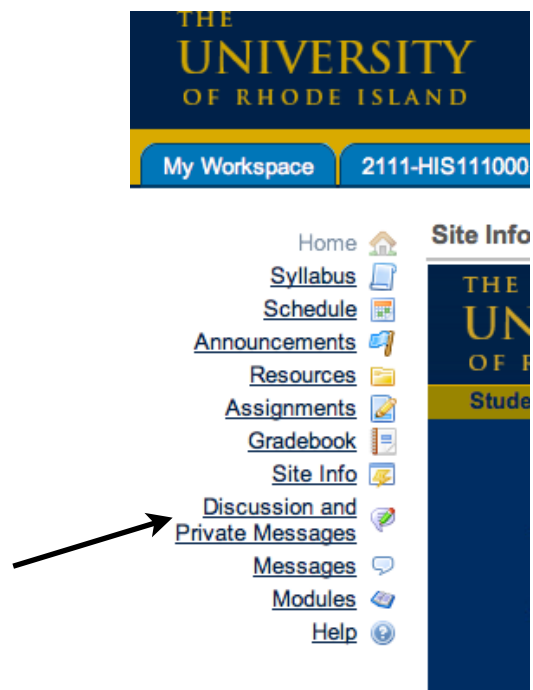 THE
UNIVERSITY
OF RHODE ISLAND
My Workspace
2111-HIS111000
Home
Site Info
Syllabus
THE
Schedule
UN
Announcements
OF R
Resources
Stude
Assignments
Gradebook
Site Info
Discussion and
Private Messages
Messages
Modules
Help